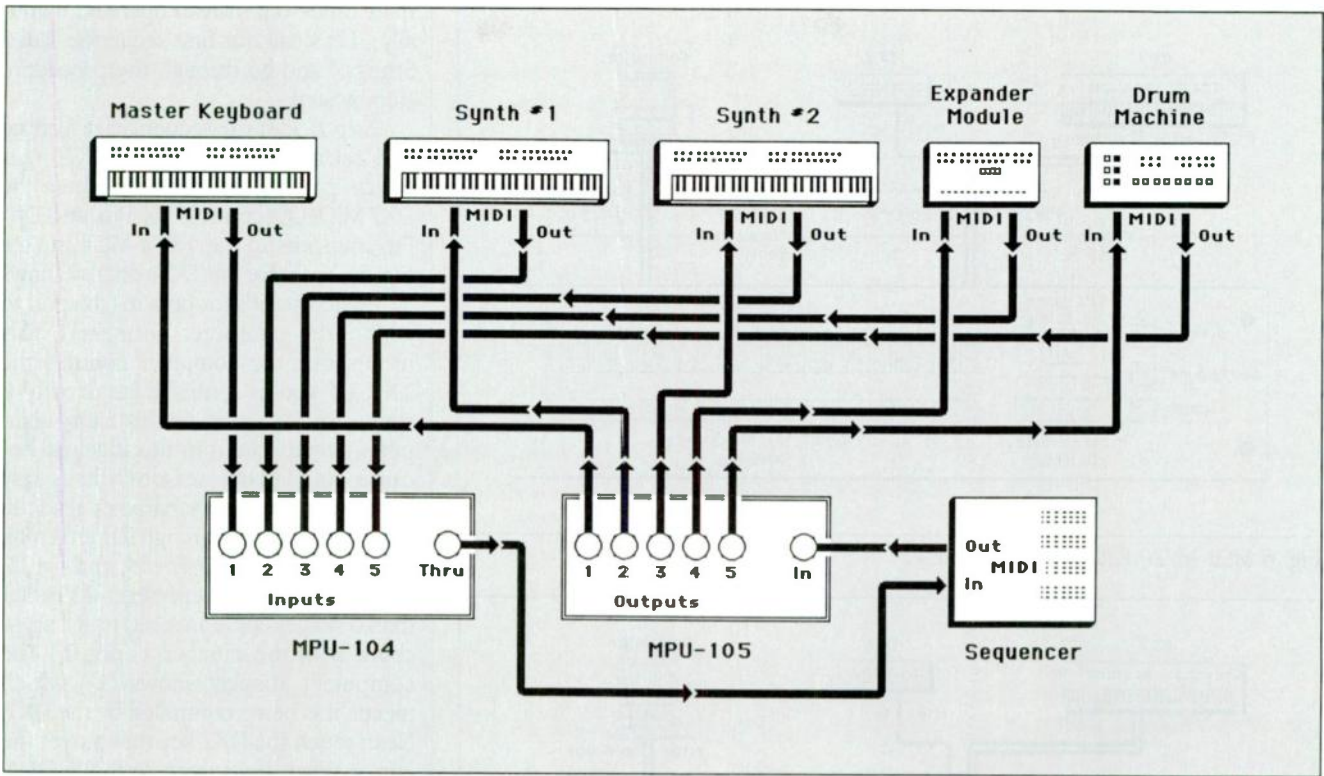 Master Keyboard
Synth #1
Synth #2
Expander Module
Drum Machine
MIDI
In
Out
MIDI
In
Out
MIDI
In
Out
MIDI
In
Out
MIDI
In
Out
1 2 3 4 5 Thru
Inputs
MPU-104
1 2 3 4 5 In
Outputs
MPU-105
Out
MIDI
In
Sequencer